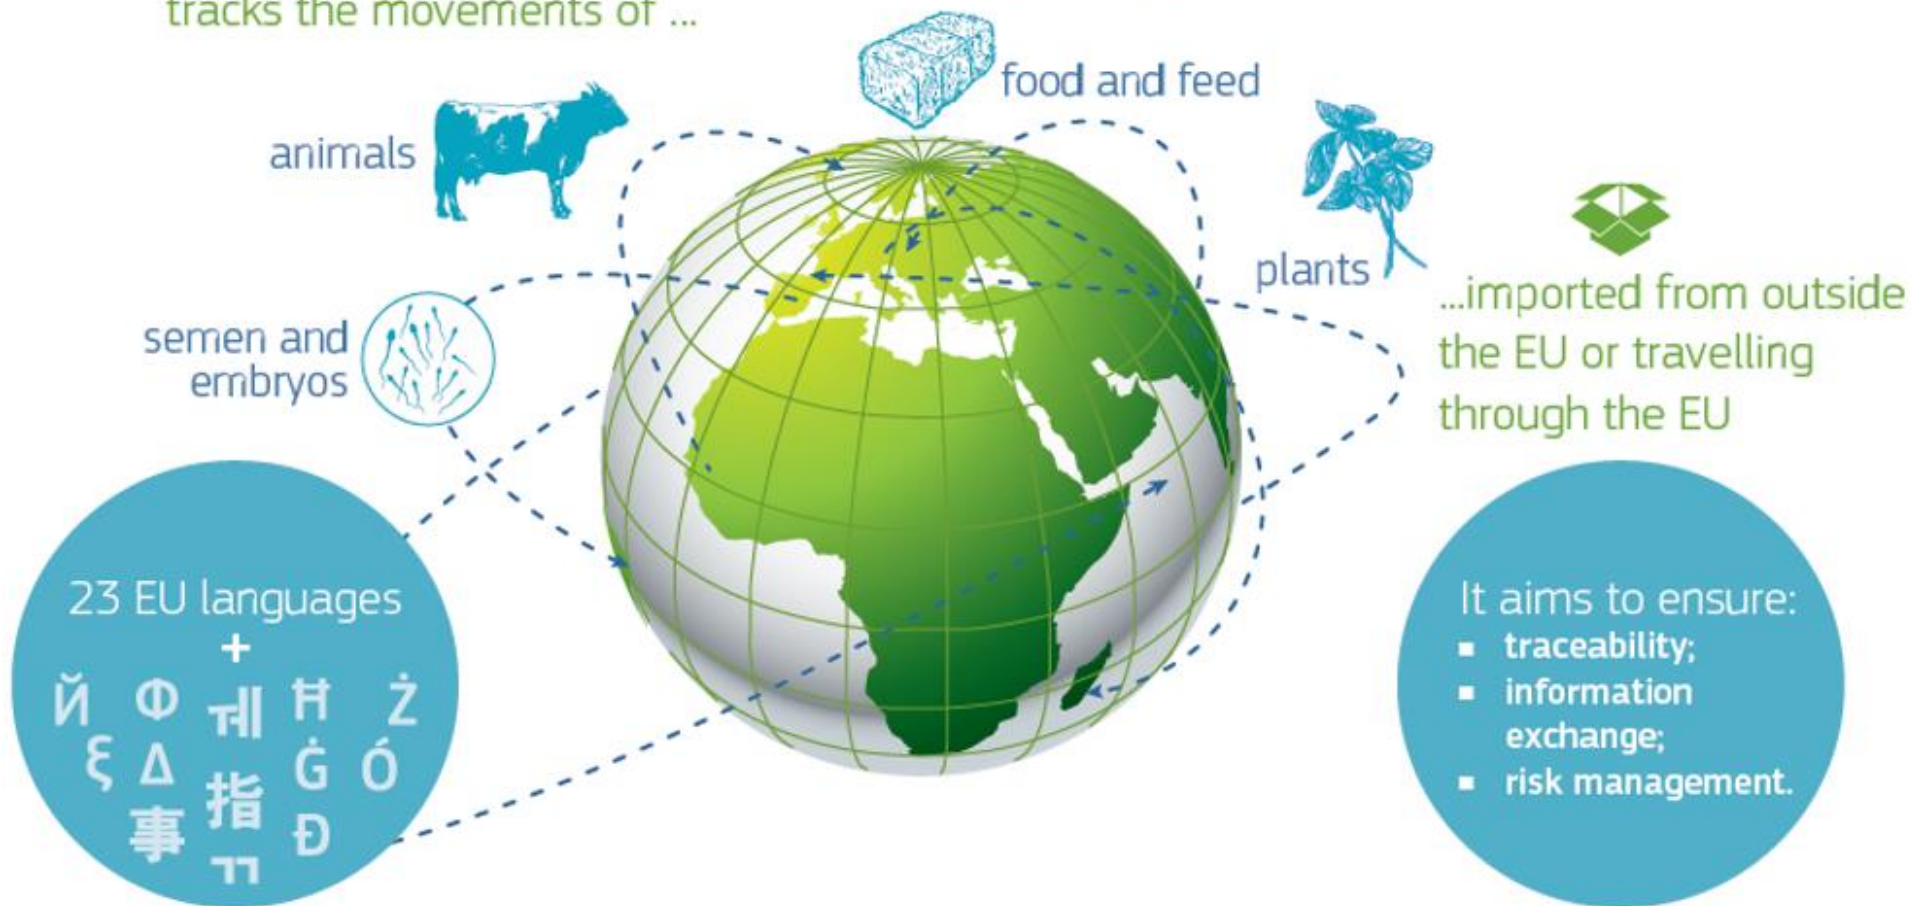 tracks the movements of ...
food and feed
animals
plants
semen and
embryos
...imported from outside
the EU or travelling
through the EU
23 EU languages
+
Й Ф 계 Ħ Ż
ξ Δ 指 Ġ Ó
事 ㄲ Đ
It aims to ensure:
▪ traceability;
▪ information
exchange;
▪ risk management.